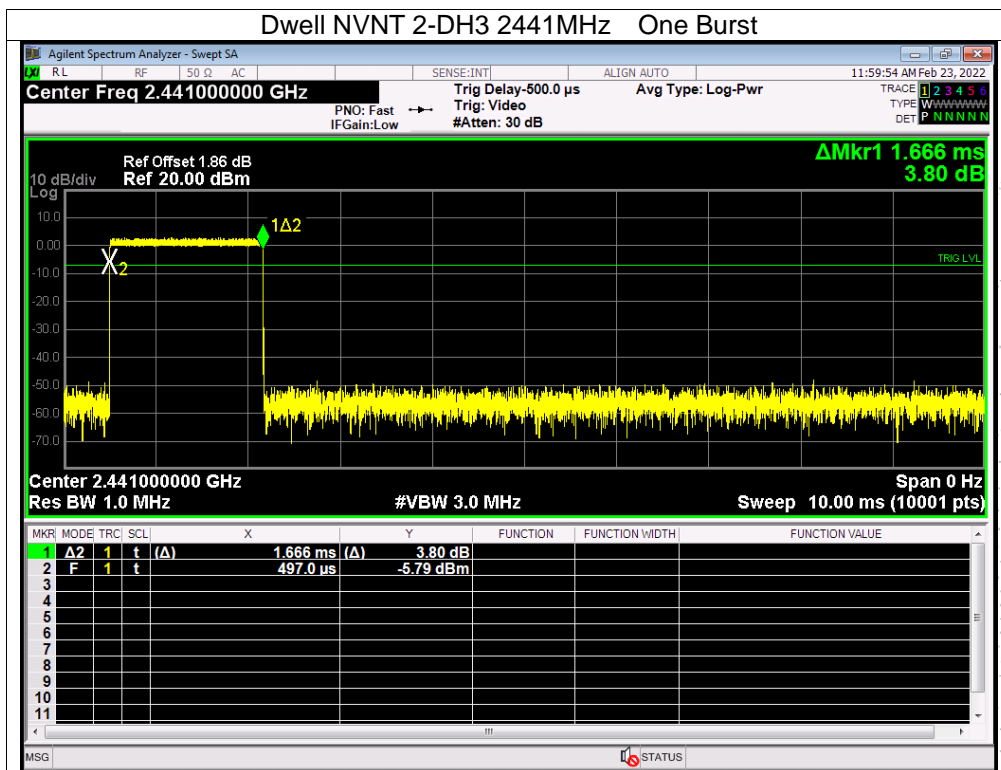 Dwell NVNT 2-DH3 2441MHz One Burst
Agilent Spectrum Analyzer - Swept SA
LXI RL RF 50 Ω AC SENSE:INT ALIGN AUTO 11:59:54 AM Feb 23, 2022
Center Freq 2.441000000 GHz
PNO: Fast
IFGain:Low
Trig Delay-500.0 µs
Trig: Video
#Atten: 30 dB
Avg Type: Log-Pwr
TRACE 1 2 3 4 5 6
TYPE WWWWWW
DET P N N N N N
ΔMkr1 1.666 ms
3.80 dB
Ref Offset 1.86 dB
10 dB/div Ref 20.00 dBm
Log
10.0
0.00
-10.0
-20.0
-30.0
-40.0
-50.0
-60.0
-70.0
1Δ2
2
TRIG LVL
Center 2.441000000 GHz Span 0 Hz
Res BW 1.0 MHz #VBW 3.0 MHz Sweep 10.00 ms (10001 pts)
MKR MODE TRC SCL X Y FUNCTION FUNCTION WIDTH FUNCTION VALUE
1 Δ2 1 t (Δ) 1.666 ms (Δ) 3.80 dB
2 F 1 t 497.0 µs -5.79 dBm
3
4
5
6
7
8
9
10
11
MSG STATUS